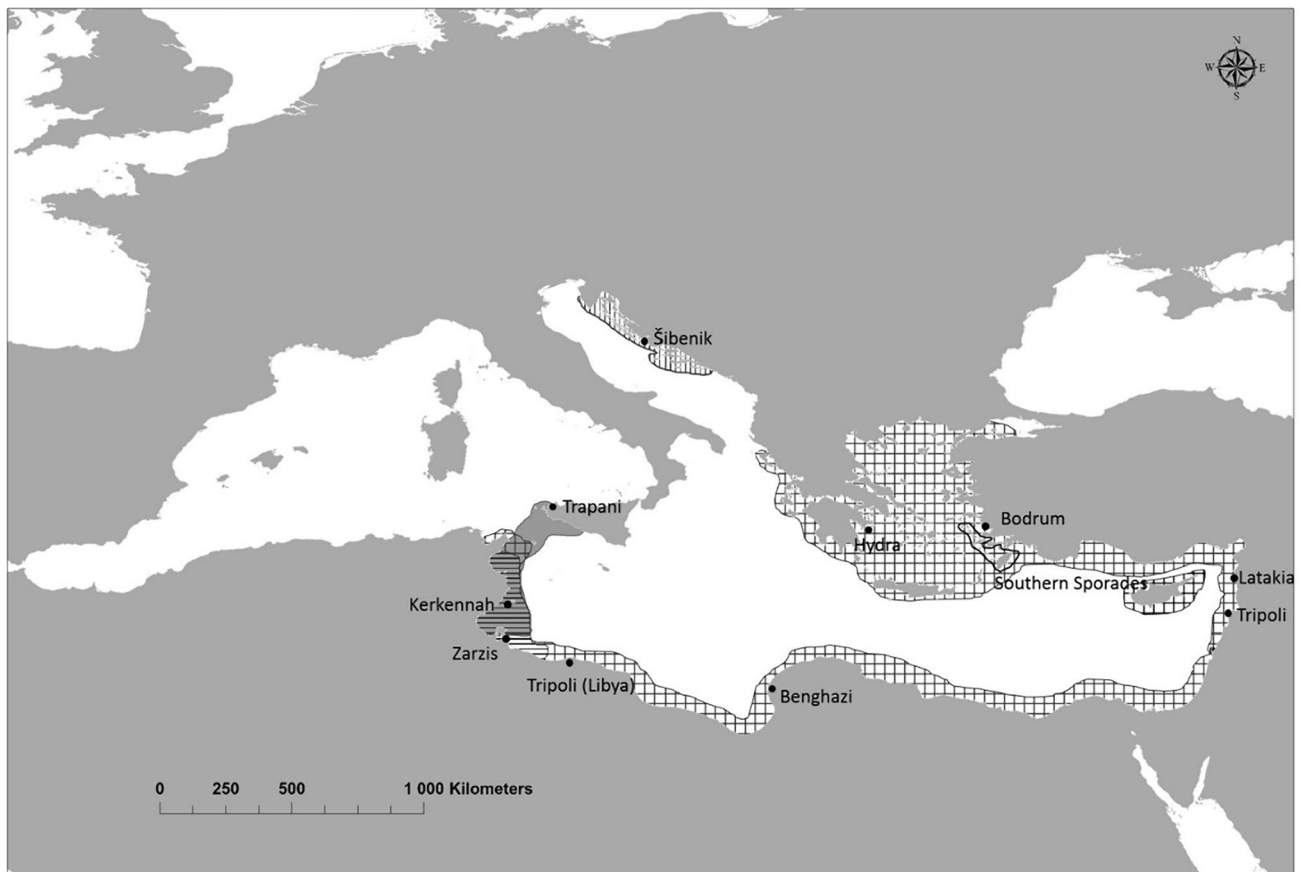 N
W E
S
Šibenik
Trapani
Bodrum
Hydra
Latakia
Southern Sporades
Kerkennah
Tripoli
Zarzis
Tripoli (Libya)
Benghazi
0 250 500 1 000 Kilometers